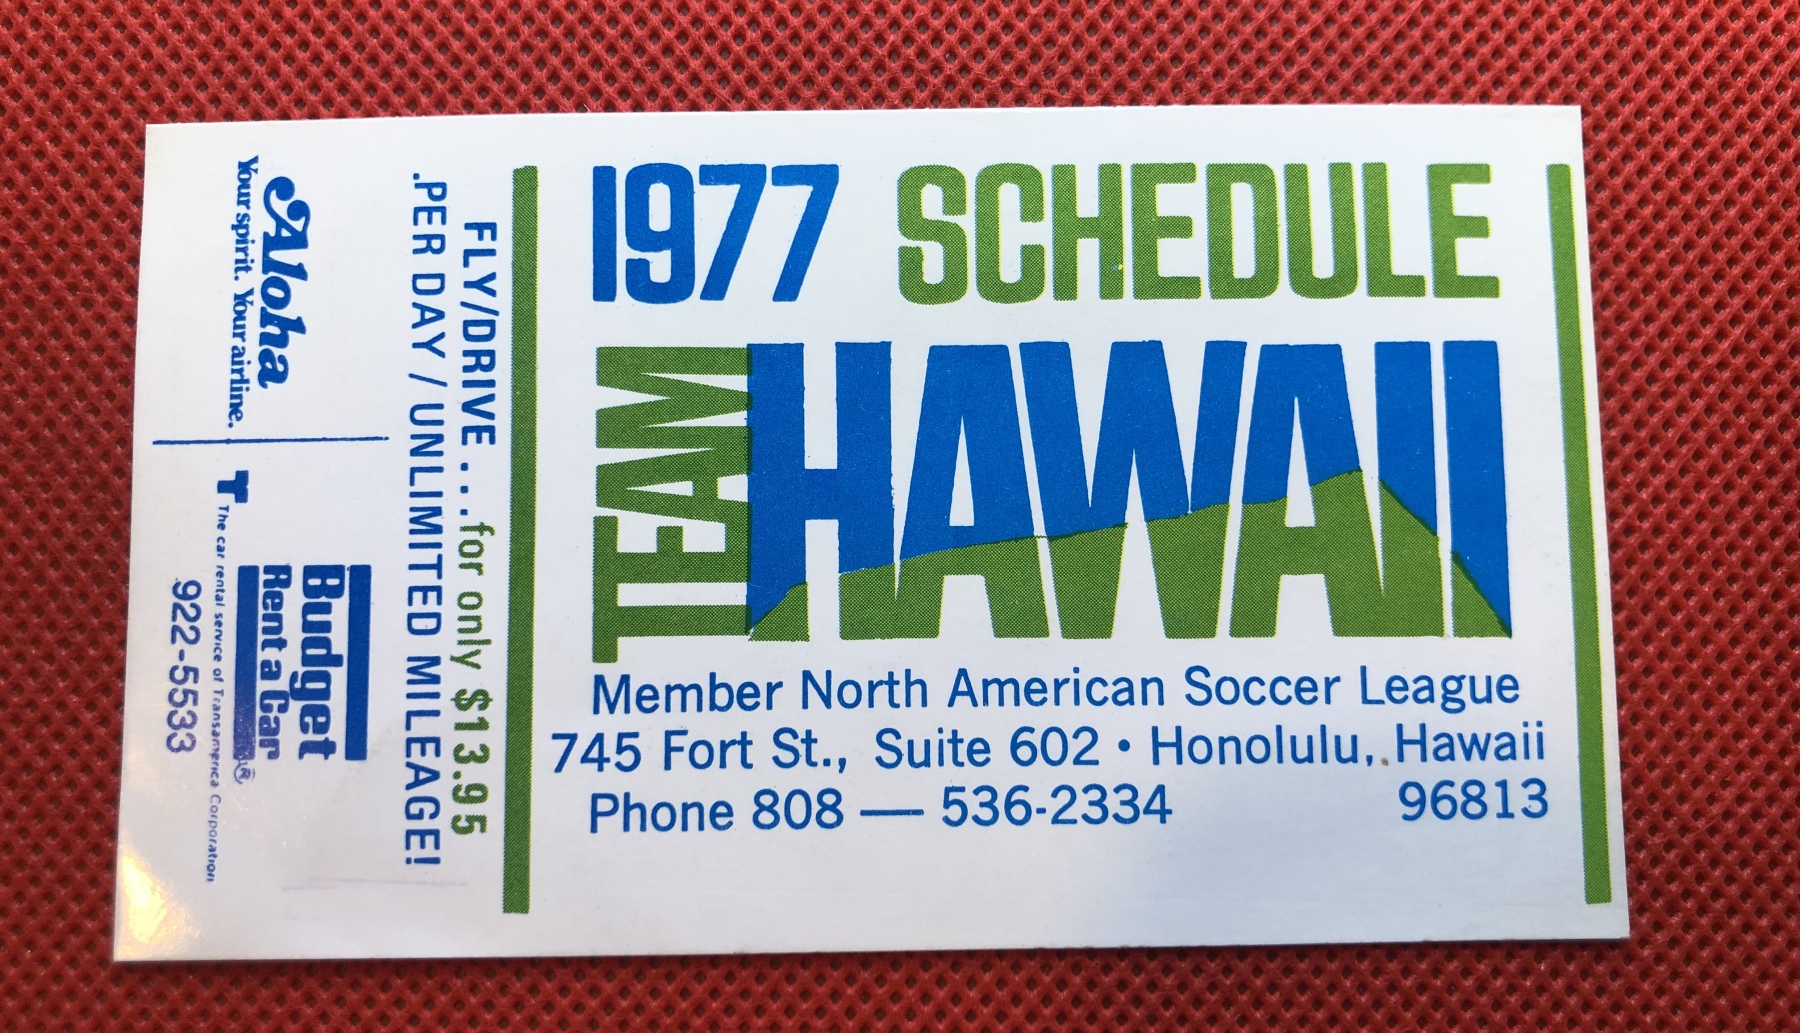 1977 SCHEDULE
TEAM HAWAII
Member North American Soccer League
745 Fort St., Suite 602 • Honolulu, Hawaii
Phone 808 — 536-2334 96813
FLY/DRIVE ....for only $13.95
.PER DAY / UNLIMITED MILEAGE!
Aloha
Your spirit. Your airline.
Budget
Rent a Car®
T The car rental service of Transamerica Corporation
922-5533